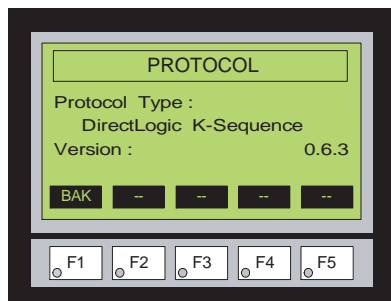 PROTOCOL
Protocol Type :
DirectLogic K-Sequence
Version : 0.6.3
BAK -- -- -- --
F1 F2 F3 F4 F5